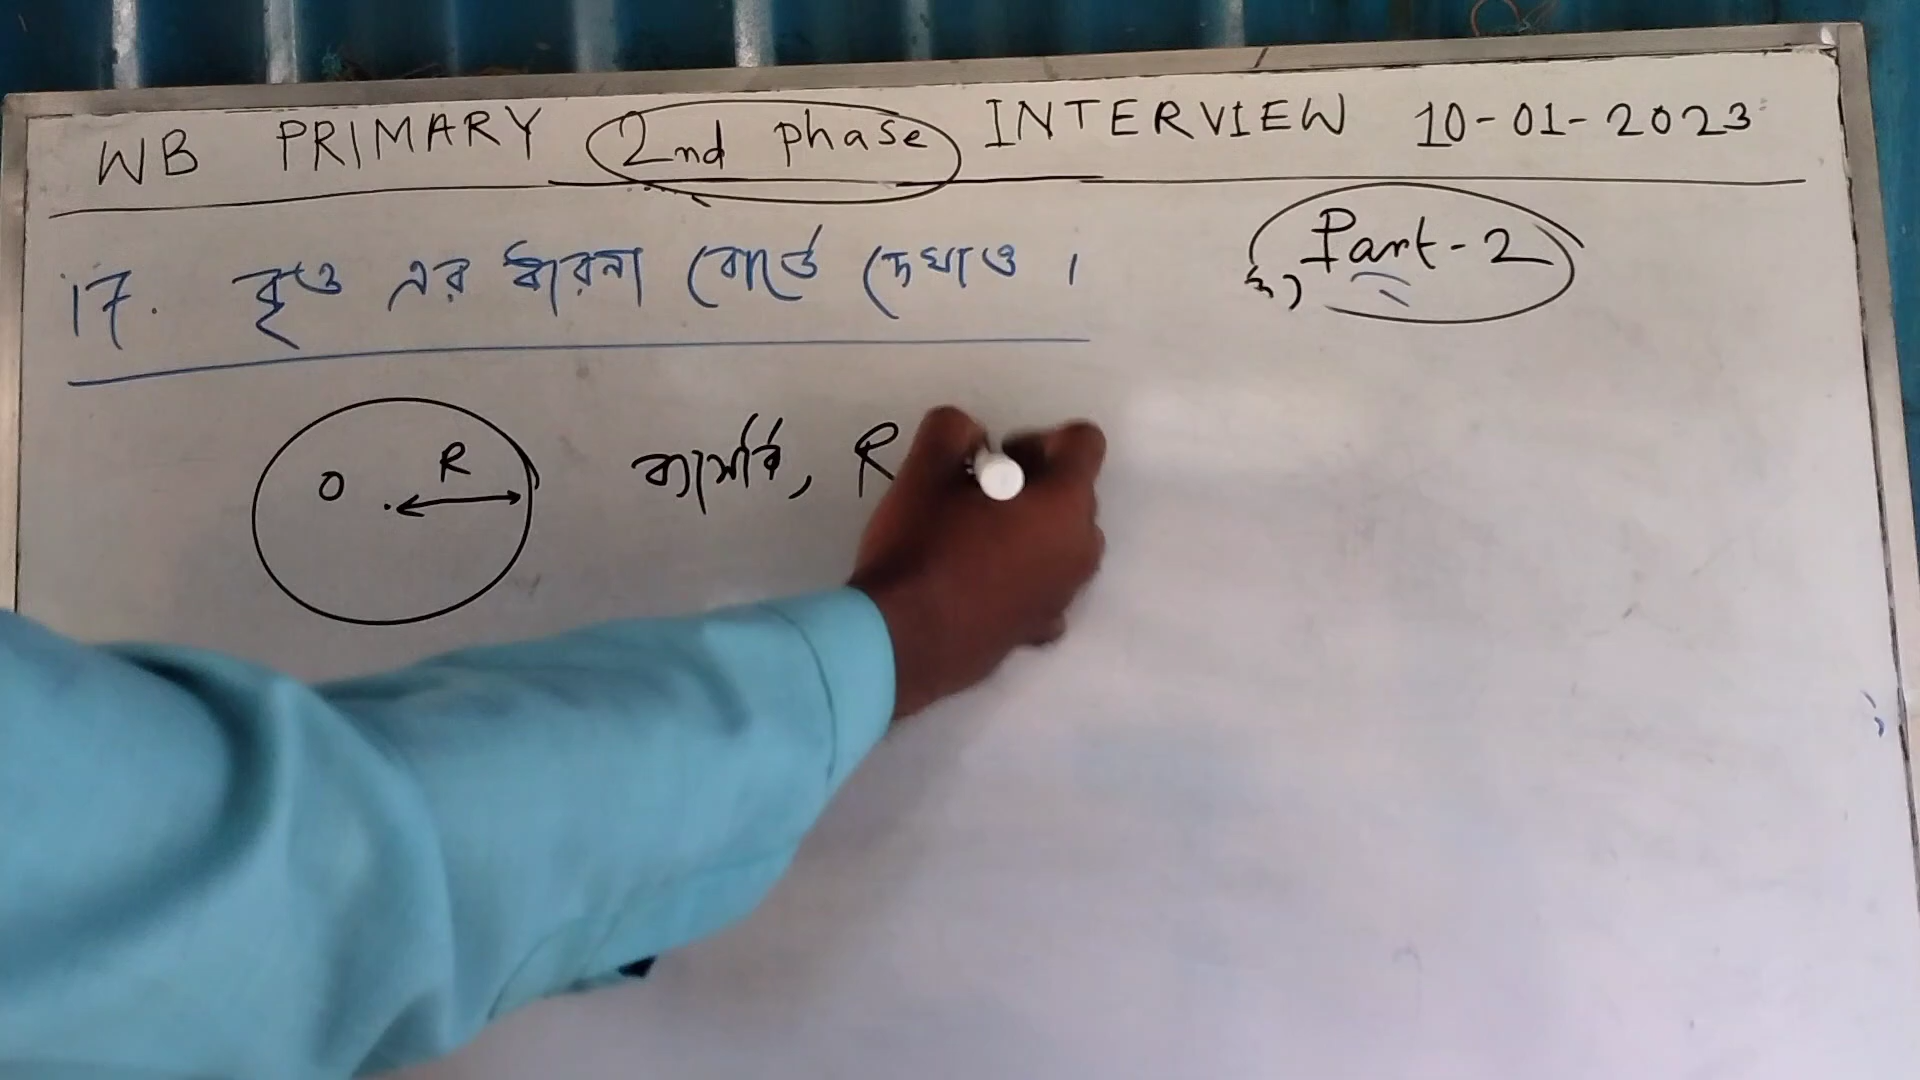 WB PRIMARY 2nd phase INTERVIEW 10-01-2023
Part-2
17. বৃত্ত এর ধারনা বোর্ডে দেখাও ।
O R
ব্যাসার্ধ, R